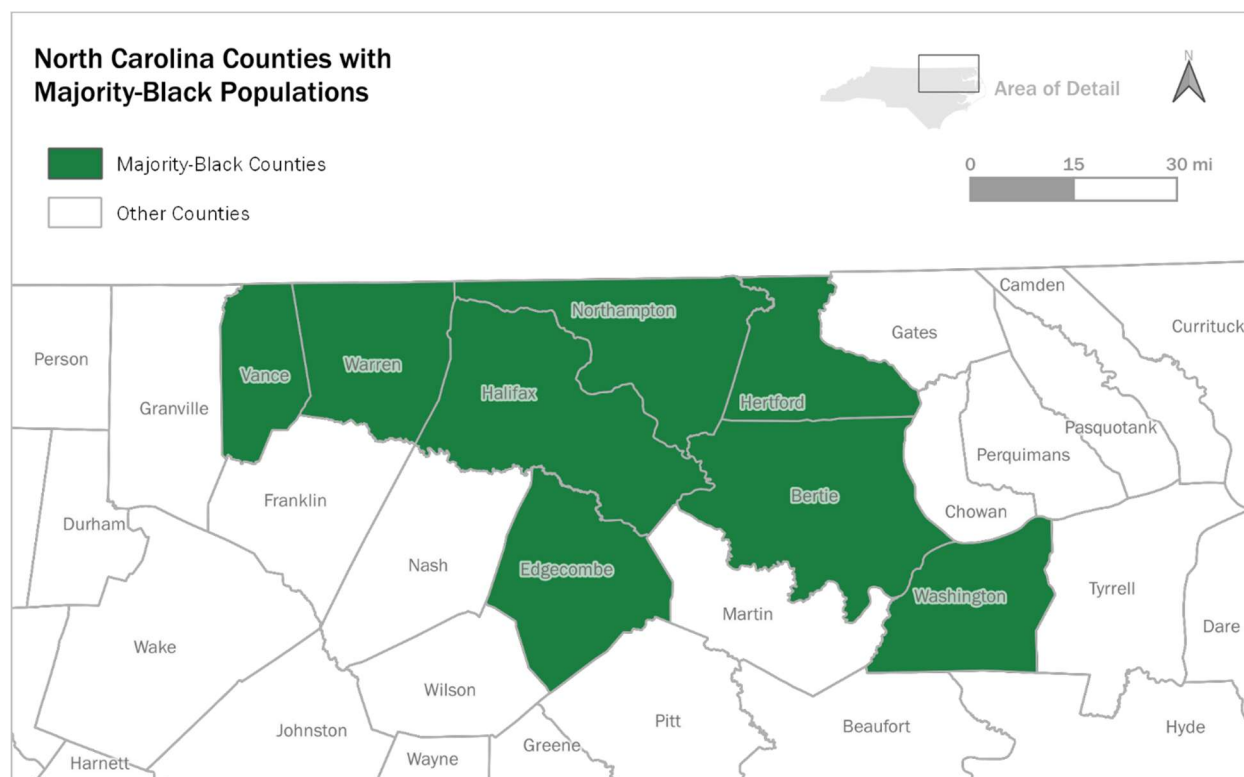 North Carolina Counties with
Majority-Black Populations
N
Area of Detail
Majority-Black Counties
0 15 30 mi
Other Counties
Camden
Northampton
Currituck
Gates
Person
Vance
Warren
Halifax
Hertford
Granville
Pasquotank
Perquimans
Franklin
Bertie
Chowan
Durham
Nash
Edgecombe
Tyrrell
Washington
Martin
Dare
Wake
Wilson
Pitt
Beaufort
Hyde
Johnston
Greene
Wayne
Harnett